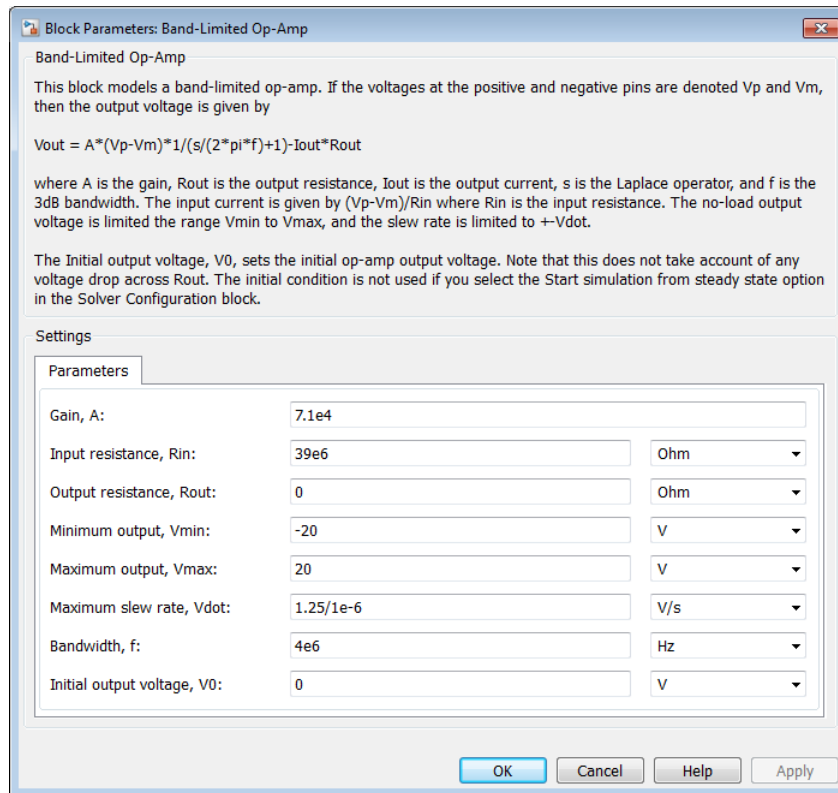 Block Parameters: Band-Limited Op-Amp
Band-Limited Op-Amp
This block models a band-limited op-amp. If the voltages at the positive and negative pins are denoted Vp and Vm,
then the output voltage is given by
Vout = A*(Vp-Vm)*1/(s/(2*pi*f)+1)-Iout*Rout
where A is the gain, Rout is the output resistance, Iout is the output current, s is the Laplace operator, and f is the
3dB bandwidth. The input current is given by (Vp-Vm)/Rin where Rin is the input resistance. The no-load output
voltage is limited the range Vmin to Vmax, and the slew rate is limited to +-Vdot.
The Initial output voltage, V0, sets the initial op-amp output voltage. Note that this does not take account of any
voltage drop across Rout. The initial condition is not used if you select the Start simulation from steady state option
in the Solver Configuration block.
Settings
Parameters
Gain, A: 7.1e4
Input resistance, Rin: 39e6 Ohm
Output resistance, Rout: 0 Ohm
Minimum output, Vmin: -20 V
Maximum output, Vmax: 20 V
Maximum slew rate, Vdot: 1.25/1e-6 V/s
Bandwidth, f: 4e6 Hz
Initial output voltage, V0: 0 V
OK Cancel Help Apply